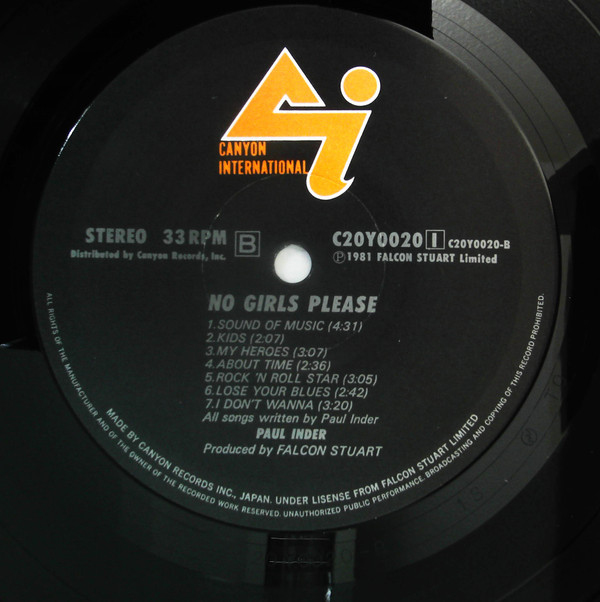 CANYON
INTERNATIONAL
STEREO 33RPM B
Distributed by Canyon Records, Inc.
C20Y0020 I C20Y0020-B
Ⓟ1981 FALCON STUART Limited
NO GIRLS PLEASE
1.SOUND OF MUSIC (4:31)
2.KIDS (2:07)
3.MY HEROES (3:07)
4.ABOUT TIME (2:36)
5.ROCK 'N ROLL STAR (3:05)
6.LOSE YOUR BLUES (2:42)
7.I DON'T WANNA (3:20)
All songs written by Paul Inder
PAUL INDER
Produced by FALCON STUART
MADE BY CANYON RECORDS INC., JAPAN. UNDER LISENSE FROM FALCON STUART LIMITED
ALL RIGHTS OF THE MANUFACTURER AND OF THE OWNER OF THE RECORDED WORK RESERVED. UNAUTHORIZED PUBLIC PERFORMANCE, BROADCASTING AND COPYING OF THIS RECORD PROHIBITED.